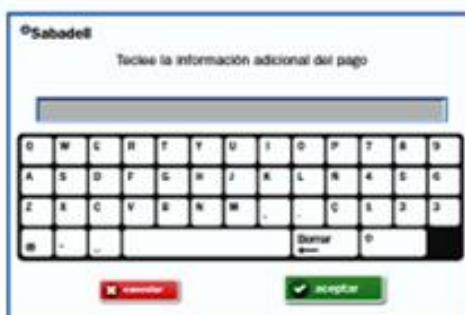 Sabadell
Teclee la información adicional del pago
Q W E R T Y U I O P 7 8 9
A S D F G H J K L Ñ 4 5 6
Z X C V B N M , . Ç 1 2 3
@ - _ Borrar 0
cancelar
aceptar